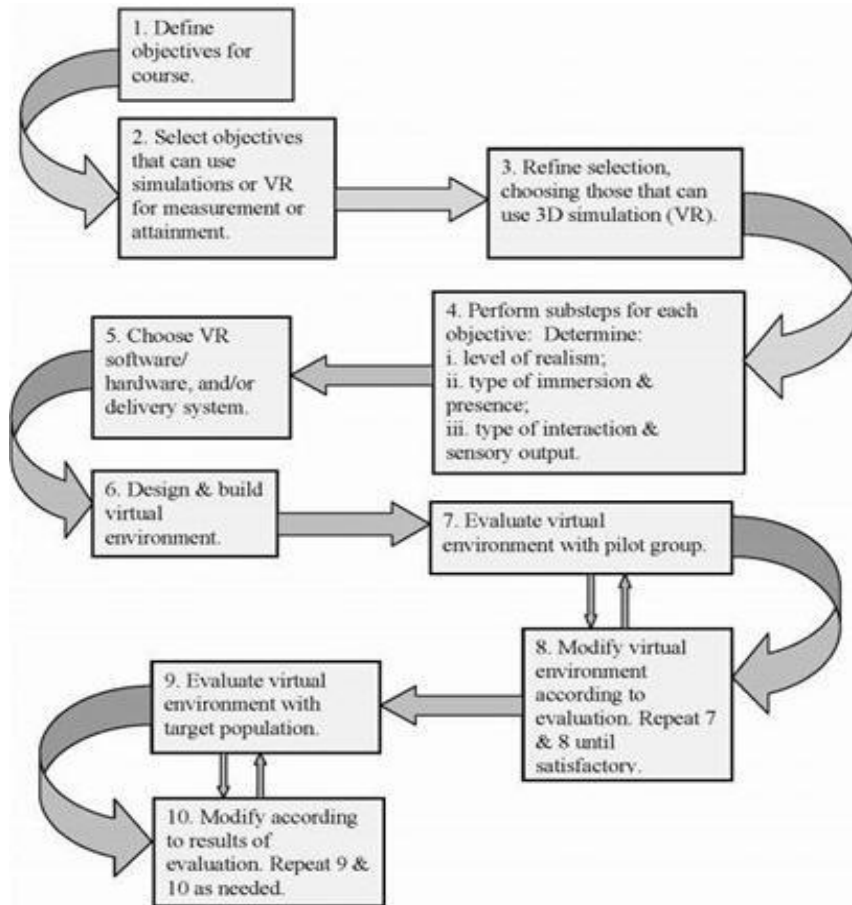 1. Define
objectives for
course.
2. Select objectives
that can use
simulations or VR
for measurement or
attainment.
3. Refine selection,
choosing those that can
use 3D simulation (VR).
4. Perform substeps for each
objective: Determine:
i. level of realism;
ii. type of immersion &
presence;
iii. type of interaction &
sensory output.
5. Choose VR
software/
hardware, and/or
delivery system.
6. Design & build
virtual
environment.
7. Evaluate virtual
environment with pilot group.
8. Modify virtual
environment
according to
evaluation. Repeat 7
& 8 until
satisfactory.
9. Evaluate virtual
environment with
target population.
10. Modify according
to results of
evaluation. Repeat 9 &
10 as needed.